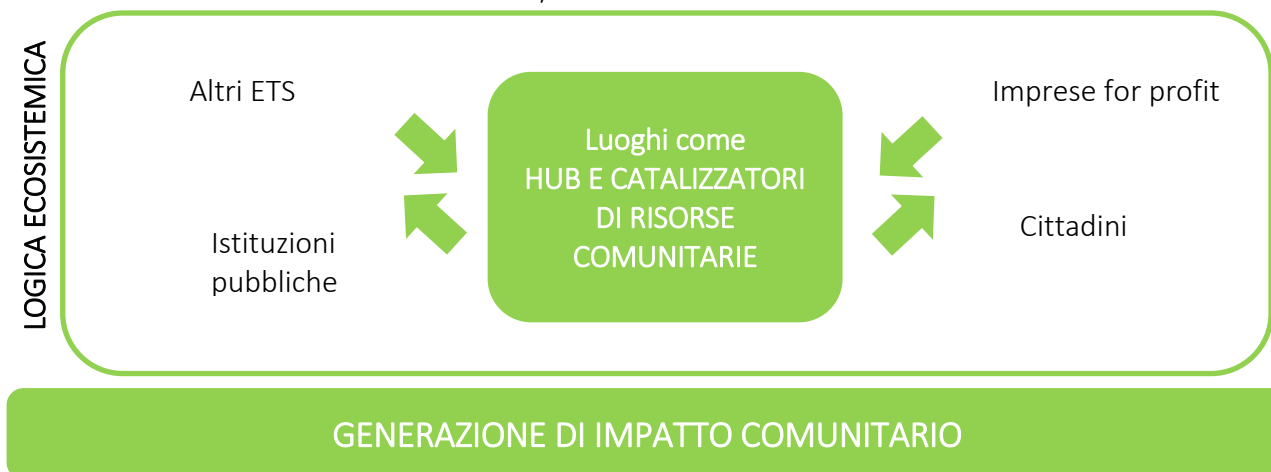 LOGICA ECOSISTEMICA
Altri ETS
Istituzioni
pubbliche
Luoghi come
HUB E CATALIZZATORI
DI RISORSE
COMUNITARIE
Imprese for profit
Cittadini
GENERAZIONE DI IMPATTO COMUNITARIO